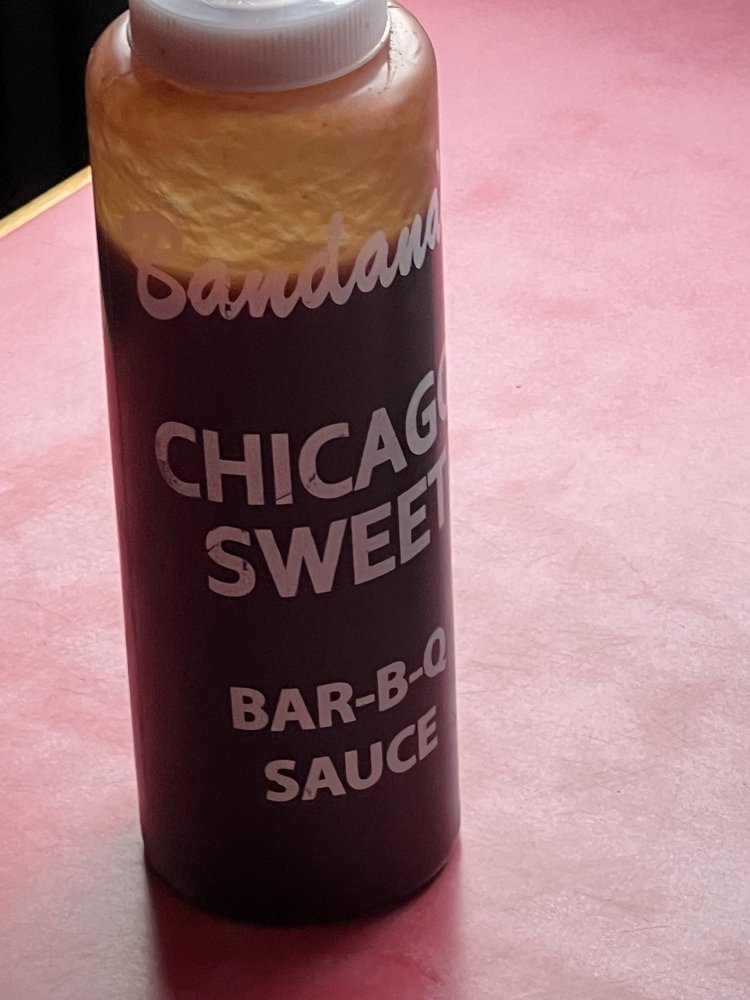 Bandana'
CHICAGO
SWEET
BAR-B-Q
SAUCE